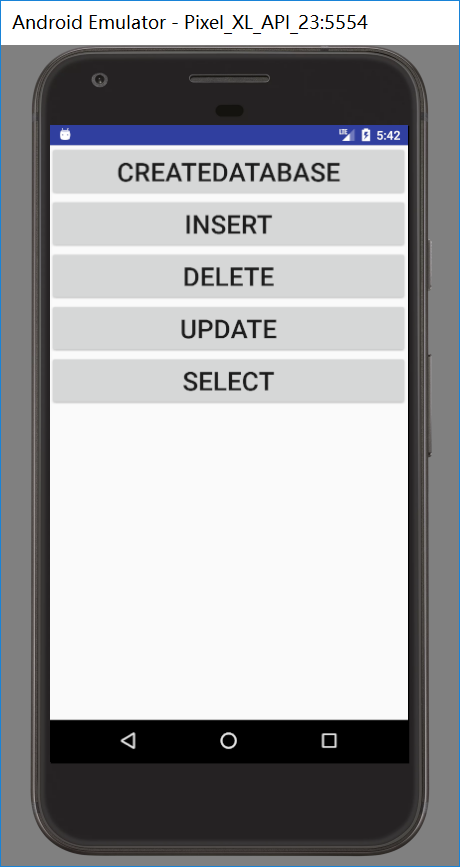 Android Emulator - Pixel_XL_API_23:5554
LTE 5:42
CREATEDATABASE
INSERT
DELETE
UPDATE
SELECT